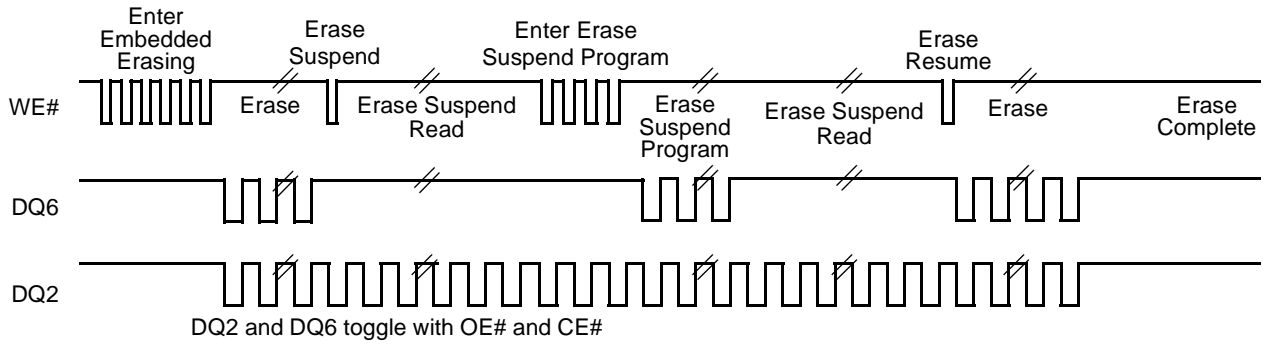 Enter
Embedded
Erasing
Erase
Suspend
Enter Erase
Suspend Program
Erase
Resume
WE#
Erase
Erase Suspend
Read
Erase
Suspend
Program
Erase Suspend
Read
Erase
Erase
Complete
DQ6
DQ2
DQ2 and DQ6 toggle with OE# and CE#